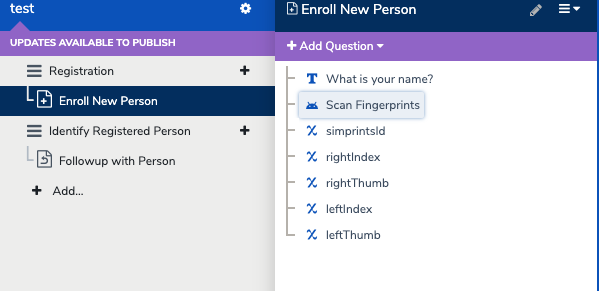 test
UPDATES AVAILABLE TO PUBLISH
Registration
Enroll New Person
Identify Registered Person
Followup with Person
Add...
Enroll New Person
Add Question
What is your name?
Scan Fingerprints
simprintsId
rightIndex
rightThumb
leftIndex
leftThumb